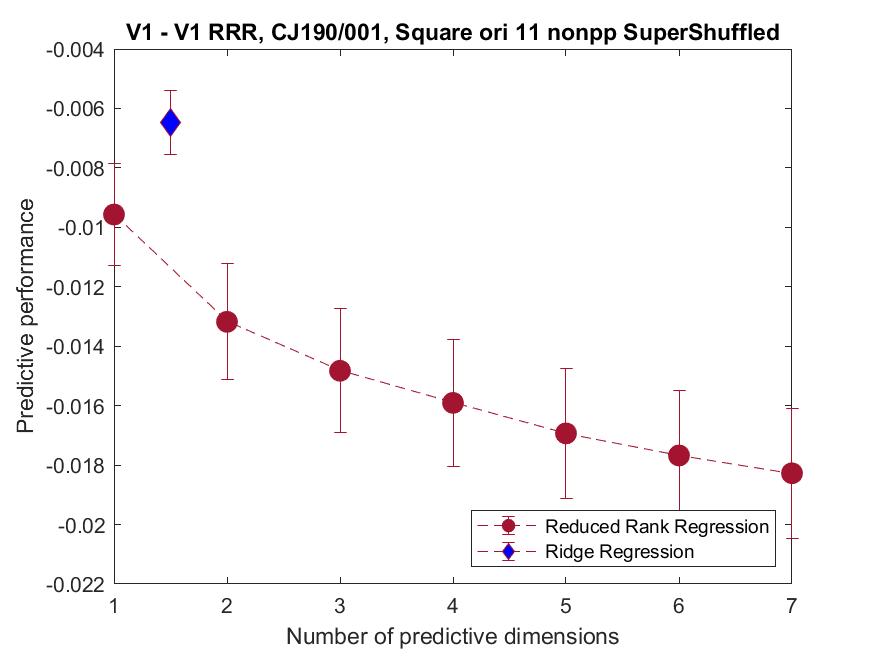 V1 - V1 RRR, CJ190/001, Square ori 11 nonpp SuperShuffled
-0.004
-0.006
-0.008
-0.01
-0.012
-0.014
-0.016
-0.018
-0.02
-0.022
Predictive performance
Reduced Rank Regression
Ridge Regression
1 2 3 4 5 6 7
Number of predictive dimensions